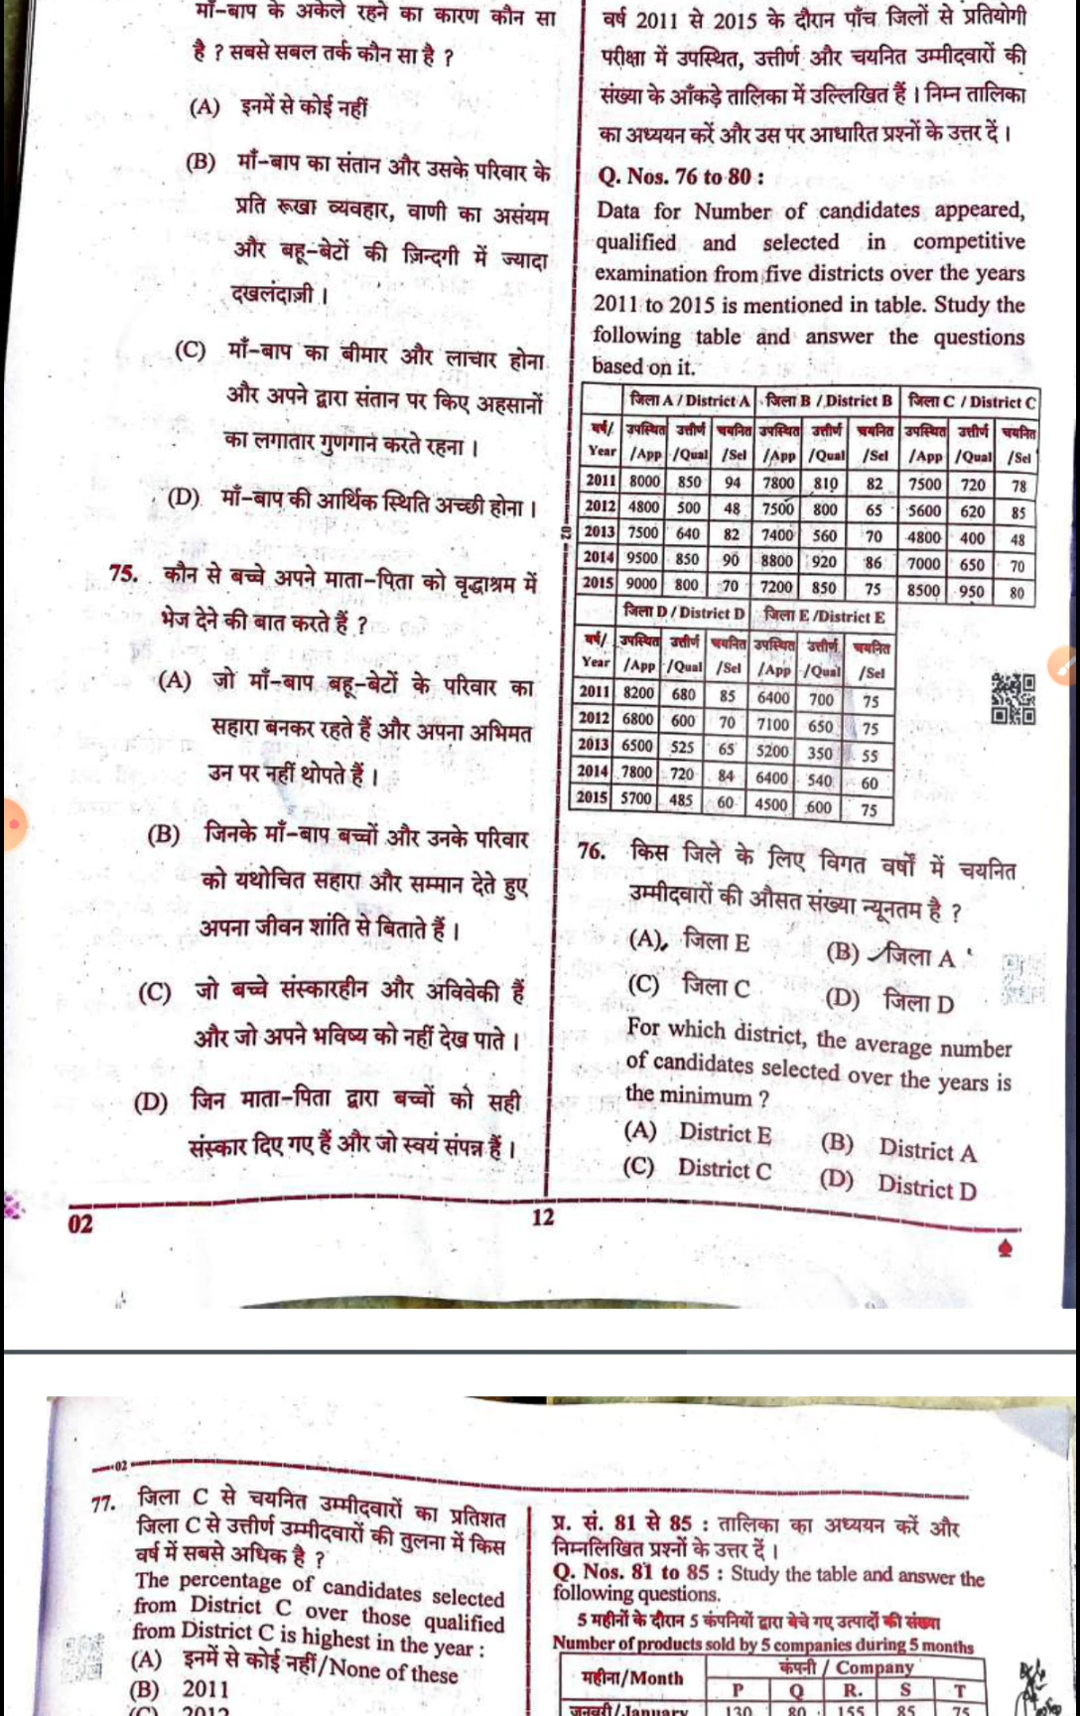 माँ-बाप के अकेले रहने का कारण कौन सा
है ? सबसे सबल तर्क कौन सा है ?
(A) इनमें से कोई नहीं
(B) माँ-बाप का संतान और उसके परिवार के
प्रति रूखा व्यवहार, वाणी का असंयम
और बहू-बेटों की ज़िन्दगी में ज्यादा
दखलंदाज़ी ।
(C) माँ-बाप का बीमार और लाचार होना
और अपने द्वारा संतान पर किए अहसानों
का लगातार गुणगान करते रहना ।
(D) माँ-बाप की आर्थिक स्थिति अच्छी होना ।
75. कौन से बच्चे अपने माता-पिता को वृद्धाश्रम में
भेज देने की बात करते हैं ?
(A) जो माँ-बाप बहू-बेटों के परिवार का
सहारा बनकर रहते हैं और अपना अभिमत
उन पर नहीं थोपते हैं ।
(B) जिनके माँ-बाप बच्चों और उनके परिवार
को यथोचित सहारा और सम्मान देते हुए
अपना जीवन शांति से बिताते हैं ।
(C) जो बच्चे संस्कारहीन और अविवेकी हैं
और जो अपने भविष्य को नहीं देख पाते ।
(D) जिन माता-पिता द्वारा बच्चों को सही
संस्कार दिए गए हैं और जो स्वयं संपन्न हैं ।
वर्ष 2011 से 2015 के दौरान पाँच जिलों से प्रतियोगी
परीक्षा में उपस्थित, उत्तीर्ण और चयनित उम्मीदवारों की
संख्या के आँकड़े तालिका में उल्लिखित हैं । निम्न तालिका
का अध्ययन करें और उस पर आधारित प्रश्नों के उत्तर दें ।
Q. Nos. 76 to 80 :
Data for Number of candidates appeared,
qualified and selected in competitive
examination from five districts over the years
2011 to 2015 is mentioned in table. Study the
following table and answer the questions
based on it.
जिला A / District A जिला B / District B जिला C / District C
वर्ष/ उपस्थित उत्तीर्ण चयनित उपस्थित उत्तीर्ण चयनित उपस्थित उत्तीर्ण चयनित
Year /App /Qual /Sel /App /Qual /Sel /App /Qual /Sel
2011 8000 850 94 7800 810 82 7500 720 78
2012 4800 500 48 7500 800 65 5600 620 85
2013 7500 640 82 7400 560 70 4800 400 48
2014 9500 850 90 8800 920 86 7000 650 70
2015 9000 800 70 7200 850 75 8500 950 80
जिला D / District D जिला E /District E
वर्ष/ उपस्थित उत्तीर्ण चयनित उपस्थित उत्तीर्ण चयनित
Year /App /Qual /Sel /App /Qual /Sel
2011 8200 680 85 6400 700 75
2012 6800 600 70 7100 650 75
2013 6500 525 65 5200 350 55
2014 7800 720 84 6400 540 60
2015 5700 485 60 4500 600 75
02
76. किस जिले के लिए विगत वर्षों में चयनित
उम्मीदवारों की औसत संख्या न्यूनतम है ?
(A) जिला E (B) जिला A
(C) जिला C (D) जिला D
For which district, the average number
of candidates selected over the years is
the minimum ?
(A) District E (B) District A
(C) District C (D) District D
02 12
02
77. जिला C से चयनित उम्मीदवारों का प्रतिशत
जिला C से उत्तीर्ण उम्मीदवारों की तुलना में किस
वर्ष में सबसे अधिक है ?
The percentage of candidates selected
from District C over those qualified
from District C is highest in the year :
(A) इनमें से कोई नहीं/None of these
(B) 2011
(C) 2012
प्र. सं. 81 से 85 : तालिका का अध्ययन करें और
निम्नलिखित प्रश्नों के उत्तर दें ।
Q. Nos. 81 to 85 : Study the table and answer the
following questions.
5 महीनों के दौरान 5 कंपनियों द्वारा बेचे गए उत्पादों की संख्या
Number of products sold by 5 companies during 5 months
महीना/Month कंपनी / Company
P Q R. S T
जनवरी/January 130 80 155 85 75